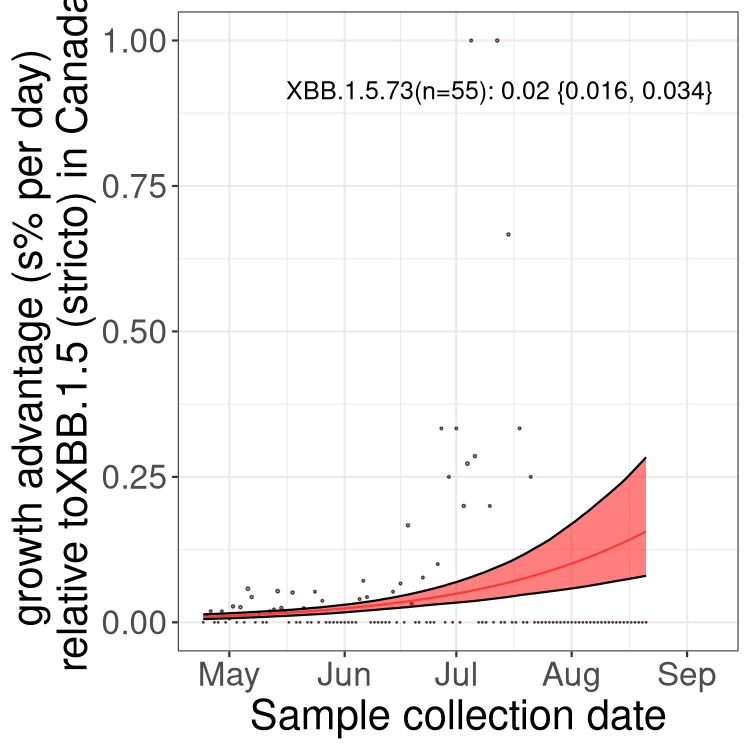 growth advantage (s% per day)
relative toXBB.1.5 (stricto) in Canada
1.00
0.75
0.50
0.25
0.00
XBB.1.5.73(n=55): 0.02 {0.016, 0.034}
May Jun Jul Aug Sep
Sample collection date